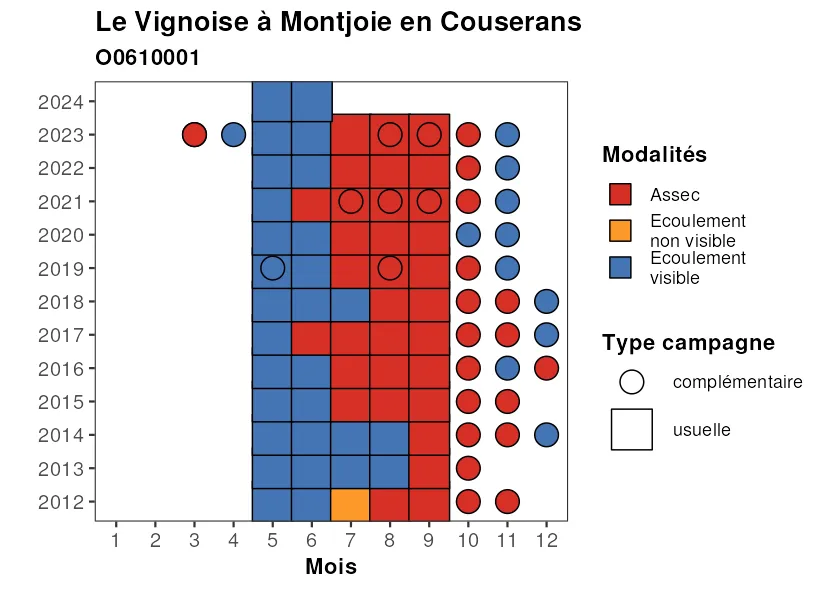 Le Vignoise à Montjoie en Couserans
O0610001
2024
2023
2022
2021
2020
2019
2018
2017
2016
2015
2014
2013
2012
1 2 3 4 5 6 7 8 9 10 11 12
Mois
Modalités
Assec
Ecoulement
non visible
Ecoulement
visible
Type campagne
complémentaire
usuelle